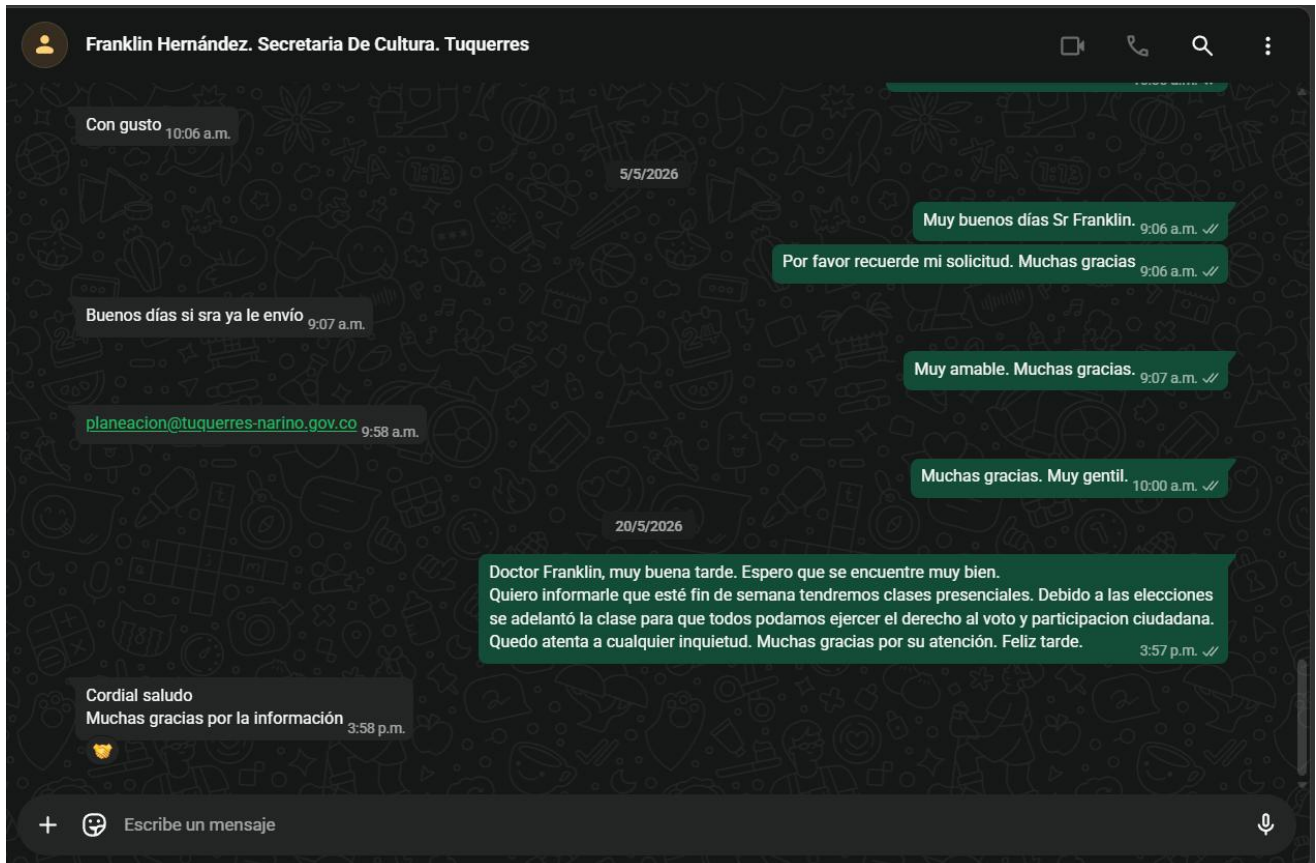 Franklin Hernández. Secretaria De Cultura. Tuquerres
Con gusto 10:06 a.m.
5/5/2026
Muy buenos días Sr Franklin. 9:06 a.m.
Por favor recuerde mi solicitud. Muchas gracias 9:06 a.m.
Buenos días si sra ya le envío 9:07 a.m.
Muy amable. Muchas gracias. 9:07 a.m.
planeacion@tuquerres-narino.gov.co 9:58 a.m.
Muchas gracias. Muy gentil. 10:00 a.m.
20/5/2026
Doctor Franklin, muy buena tarde. Espero que se encuentre muy bien.
Quiero informarle que esté fin de semana tendremos clases presenciales. Debido a las elecciones
se adelantó la clase para que todos podamos ejercer el derecho al voto y participacion ciudadana.
Quedo atenta a cualquier inquietud. Muchas gracias por su atención. Feliz tarde. 3:57 p.m.
Cordial saludo
Muchas gracias por la información 3:58 p.m.
Escribe un mensaje